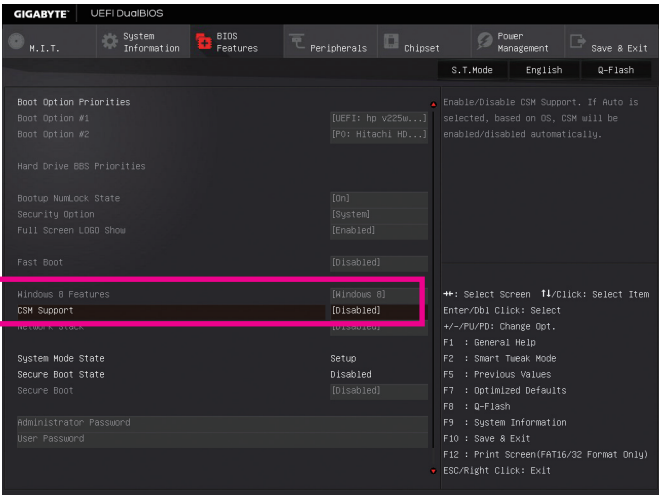 GIGABYTE™ UEFI DualBIOS
M.I.T. System Information BIOS Features Peripherals Chipset Power Management Save & Exit
S.T.Mode English Q-Flash
Boot Option Priorities
Boot Option #1 [UEFI: hp v225w...]
Boot Option #2 [P0: Hitachi HD...]
Hard Drive BBS Priorities
Bootup NumLock State [On]
Security Option [System]
Full Screen LOGO Show [Enabled]
Fast Boot [Disabled]
Windows 8 Features [Windows 8]
CSM Support [Disabled]
Network Stack [Disabled]
System Mode State Setup
Secure Boot State Disabled
Secure Boot [Disabled]
Administrator Password
User Password
Enable/Disable CSM Support. If Auto is
selected, based on OS, CSM will be
enabled/disabled automatically.
→←: Select Screen ↑↓/Click: Select Item
Enter/Dbl Click: Select
+/-/PU/PD: Change Opt.
F1 : General Help
F2 : Smart Tweak Mode
F5 : Previous Values
F7 : Optimized Defaults
F8 : Q-Flash
F9 : System Information
F10 : Save & Exit
F12 : Print Screen(FAT16/32 Format Only)
ESC/Right Click: Exit